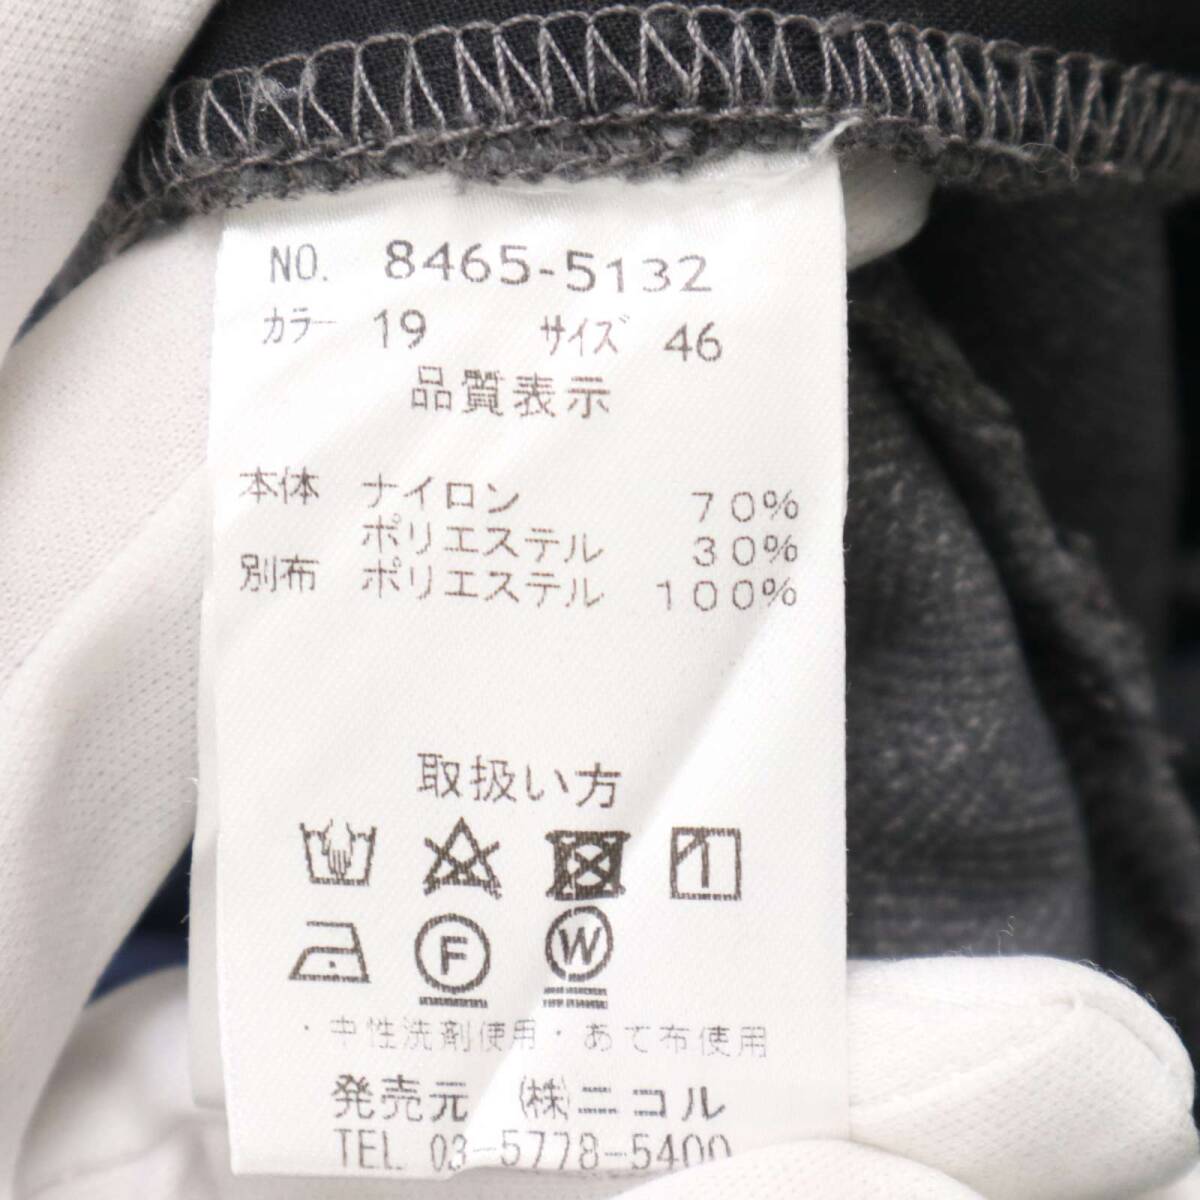 NO. 8465-5132
カラー 19 サイズ 46
品質表示
本体 ナイロン 70%
ポリエステル 30%
別布 ポリエステル 100%
取扱い方
F W
・中性洗剤使用・あて布使用
発売元 (株)ニコル
TEL 03-5778-5400